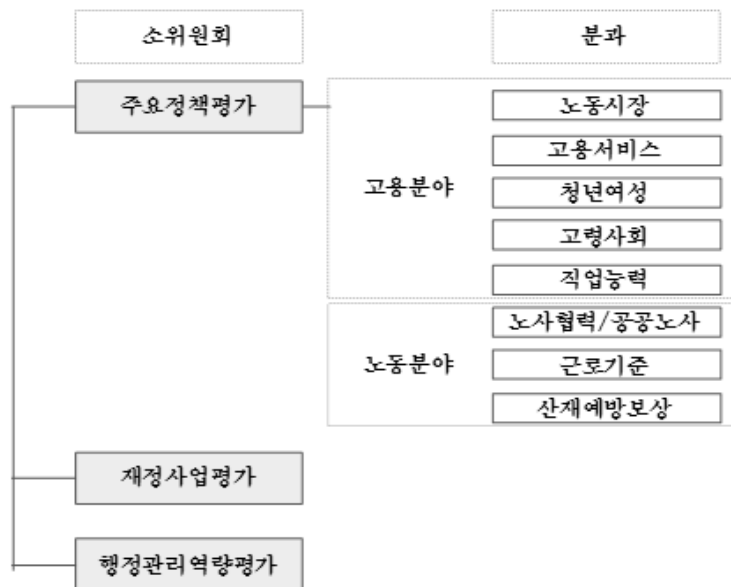 소위원회
분과
주요정책평가
고용분야
노동시장
고용서비스
청년여성
고령사회
직업능력
노동분야
노사협력/공공노사
근로기준
산재예방보상
재정사업평가
행정관리역량평가